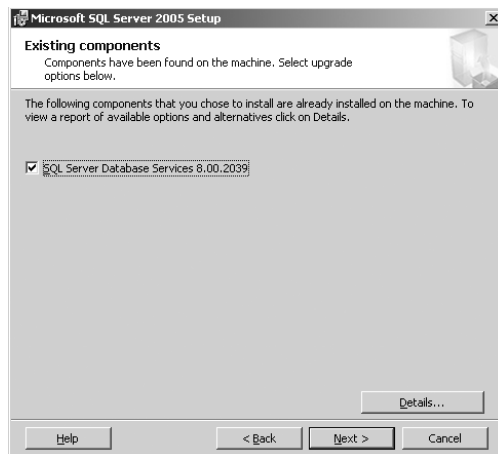 Microsoft SQL Server 2005 Setup
Existing components
Components have been found on the machine. Select upgrade
options below.
The following components that you chose to install are already installed on the machine. To
view a report of available options and alternatives click on Details.
SQL Server Database Services 8.00.2039
Details...
Help
< Back
Next >
Cancel